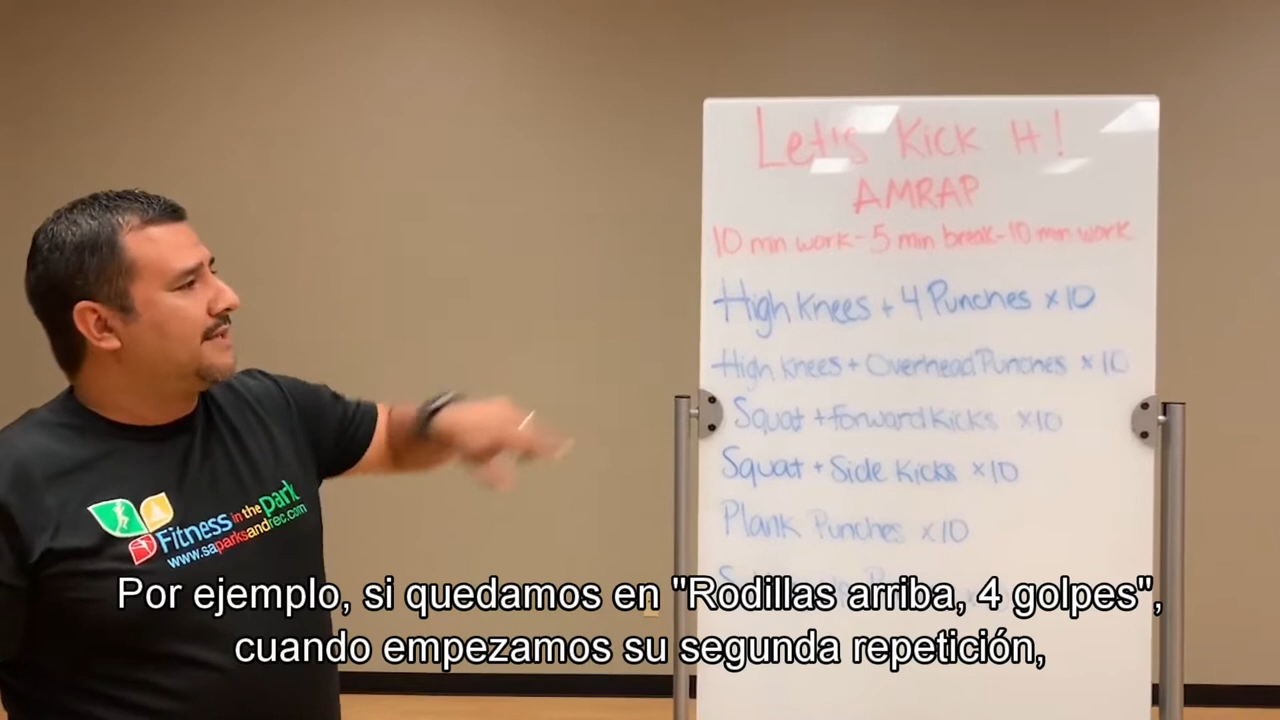 Let's Kick It!
AMRAP
10 min work - 5 min break - 10 min work
High Knees + 4 Punches x10
High Knees + Overhead Punches x 10
Squat + Forward Kicks x10
Squat + Side Kicks x10
Plank Punches x10
Fitness in the park
www.saparksandrec.com
Por ejemplo, si quedamos en "Rodillas arriba, 4 golpes",
cuando empezamos su segunda repetición,